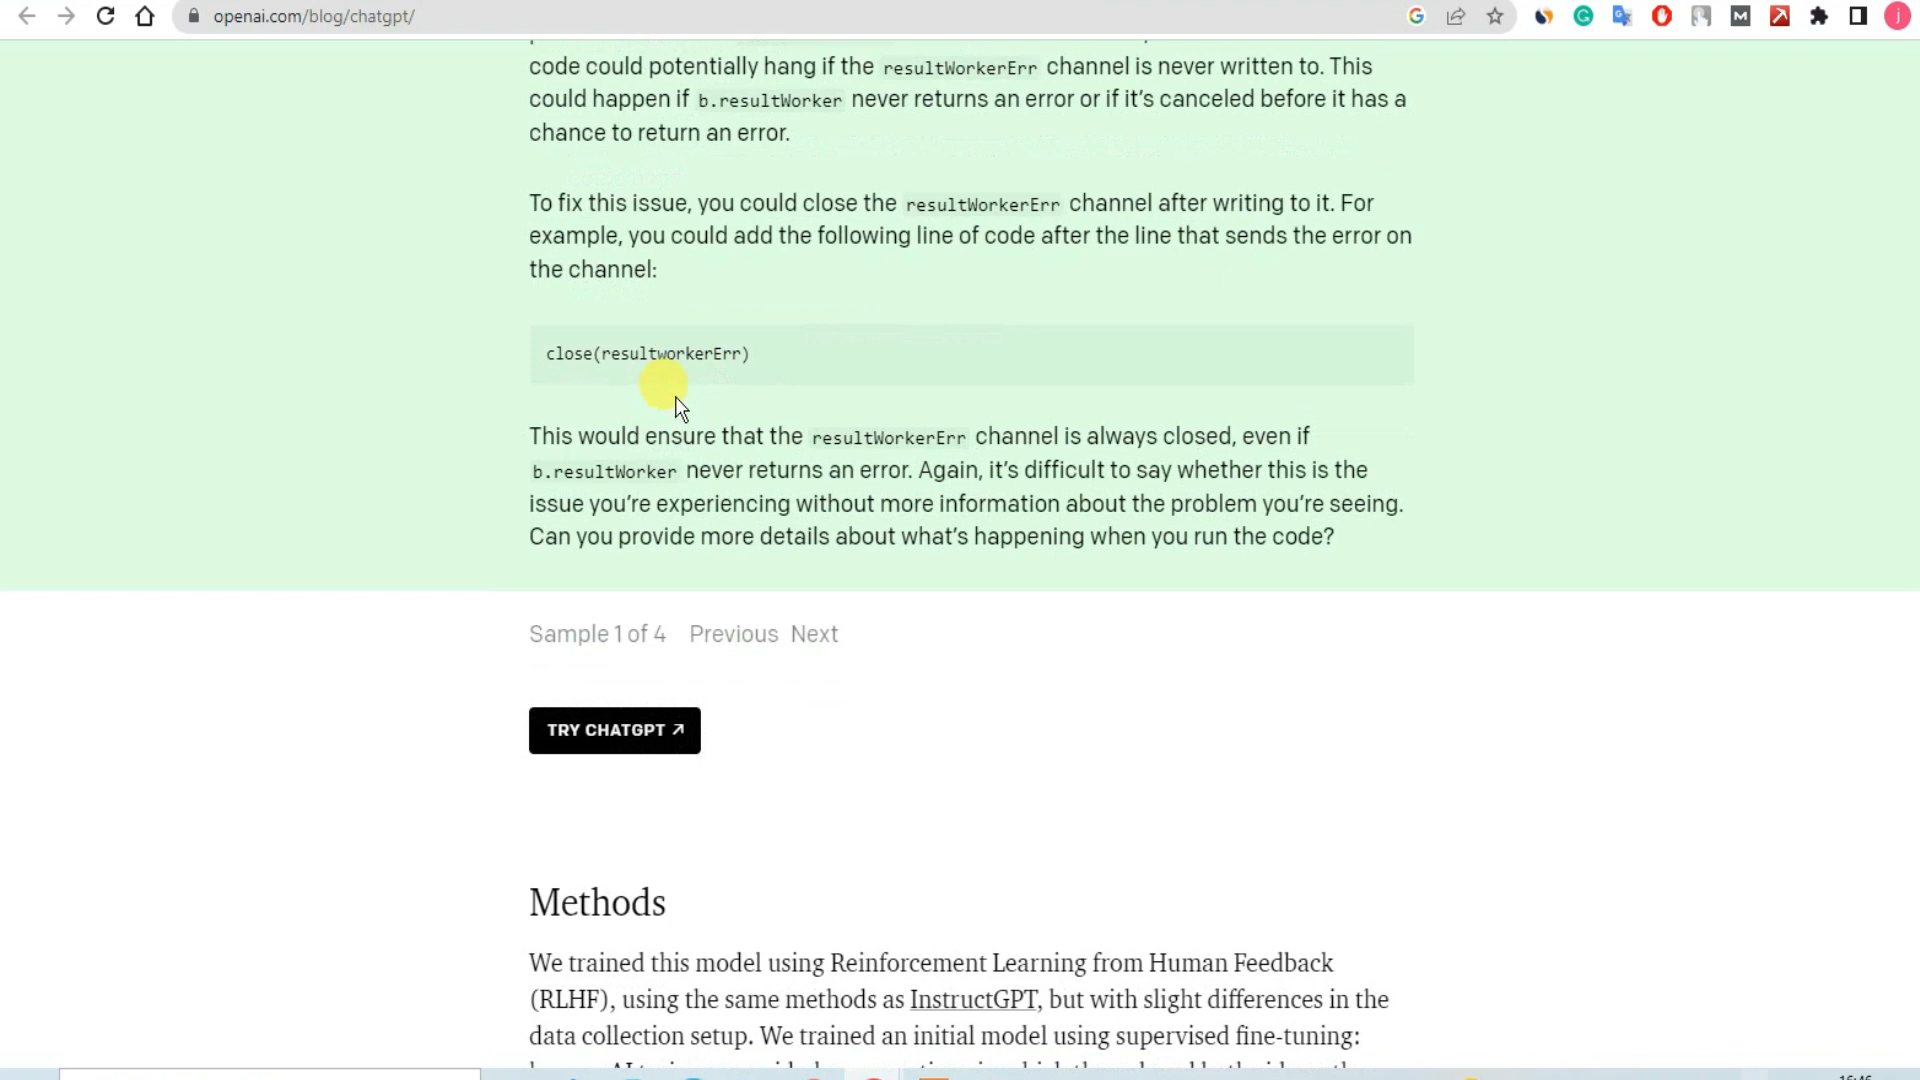 openai.com/blog/chatgpt/
code could potentially hang if the resultWorkerErr channel is never written to. This
could happen if b.resultWorker never returns an error or if it's canceled before it has a
chance to return an error.
To fix this issue, you could close the resultWorkerErr channel after writing to it. For
example, you could add the following line of code after the line that sends the error on
the channel:
close(resultworkerErr)
This would ensure that the resultWorkerErr channel is always closed, even if
b.resultWorker never returns an error. Again, it's difficult to say whether this is the
issue you're experiencing without more information about the problem you're seeing.
Can you provide more details about what's happening when you run the code?
Sample 1 of 4 Previous Next
TRY CHATGPT ↗
Methods
We trained this model using Reinforcement Learning from Human Feedback
(RLHF), using the same methods as InstructGPT, but with slight differences in the
data collection setup. We trained an initial model using supervised fine-tuning: